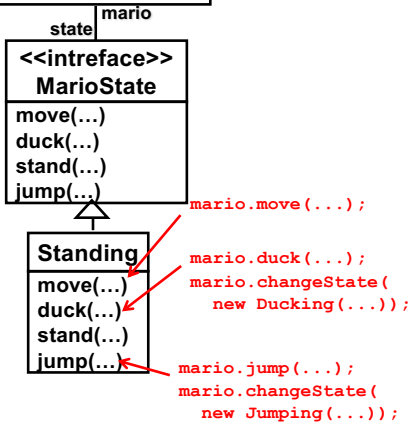 mario
state
<<intreface>>
MarioState
move(...)
duck(...)
stand(...)
jump(...)
mario.move(...);
Standing
move(...)
duck(...)
stand(...)
jump(...)
mario.duck(...);
mario.changeState(
new Ducking(...));
mario.jump(...);
mario.changeState(
new Jumping(...));